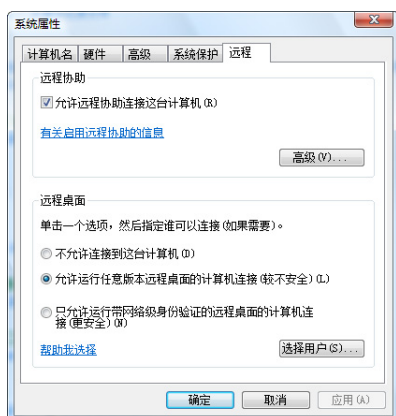 系统属性
计算机名 硬件 高级 系统保护 远程
远程协助
允许远程协助连接这台计算机(R)
有关启用远程协助的信息
高级(V)...
远程桌面
单击一个选项，然后指定谁可以连接(如果需要)。
不允许连接到这台计算机(D)
允许运行任意版本远程桌面的计算机连接(较不安全)(L)
只允许运行带网络级身份验证的远程桌面的计算机连
接(更安全)(N)
帮助我选择
选择用户(S)...
确定 取消 应用(A)